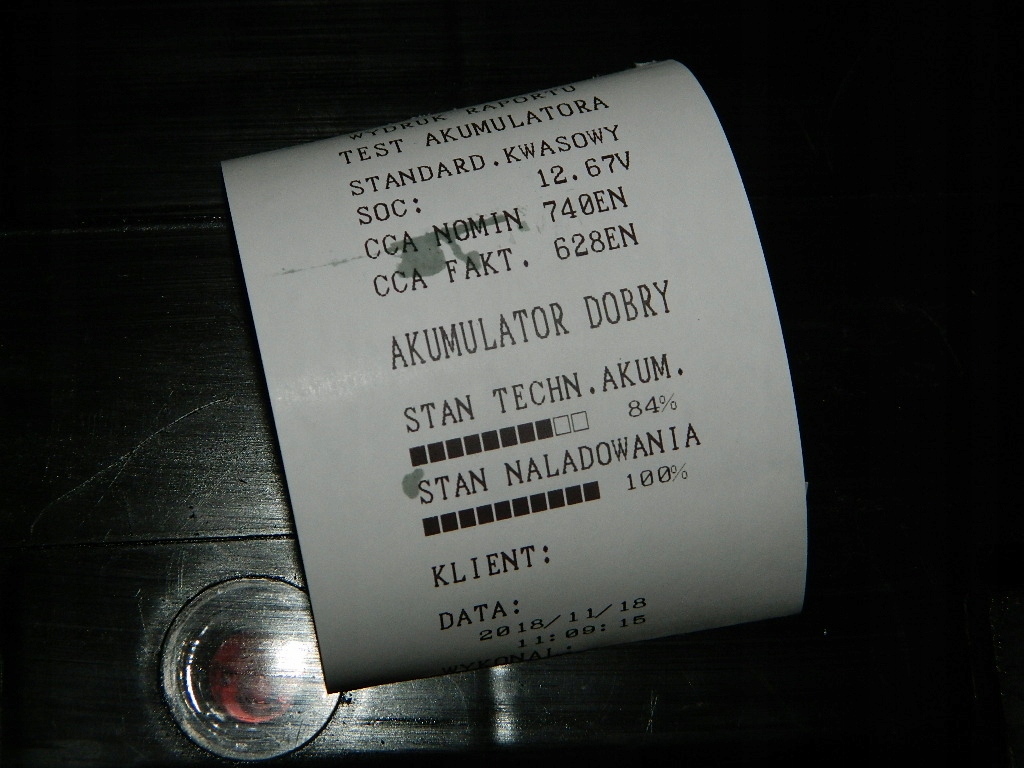 WYDRUK RAPORTU
TEST AKUMULATORA
STANDARD.KWASOWY
SOC: 12.67V
CCA NOMIN 740EN
CCA FAKT. 628EN
AKUMULATOR DOBRY
STAN TECHN.AKUM.
84%
STAN NALADOWANIA
100%
KLIENT:
DATA:
2018/11/18
11:09:15
WYKONAL: